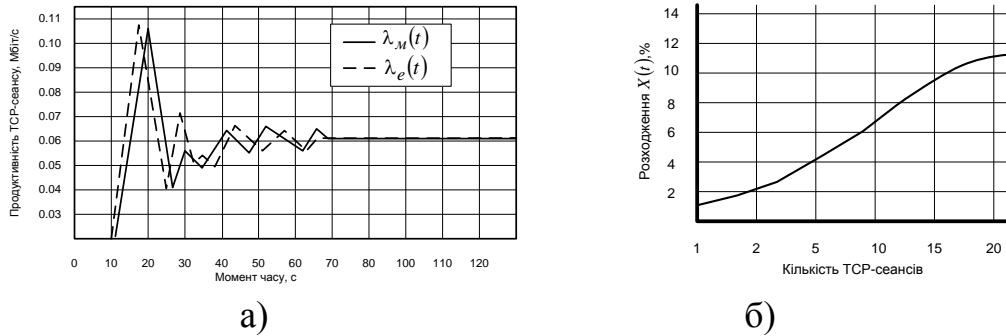 Продуктивність TCP-сеансу, Мбіт/с
0.11
0.10
0.09
0.08
0.07
0.06
0.05
0.04
0.03
0 10 20 30 40 50 60 70 80 90 100 110 120
Момент часу, с
λ_M(t)
λ_e(t)
а)
Розходження X(t),%
14
12
10
8
6
4
2
1 2 5 10 15 20
Кількість TCP-сеансів
б)